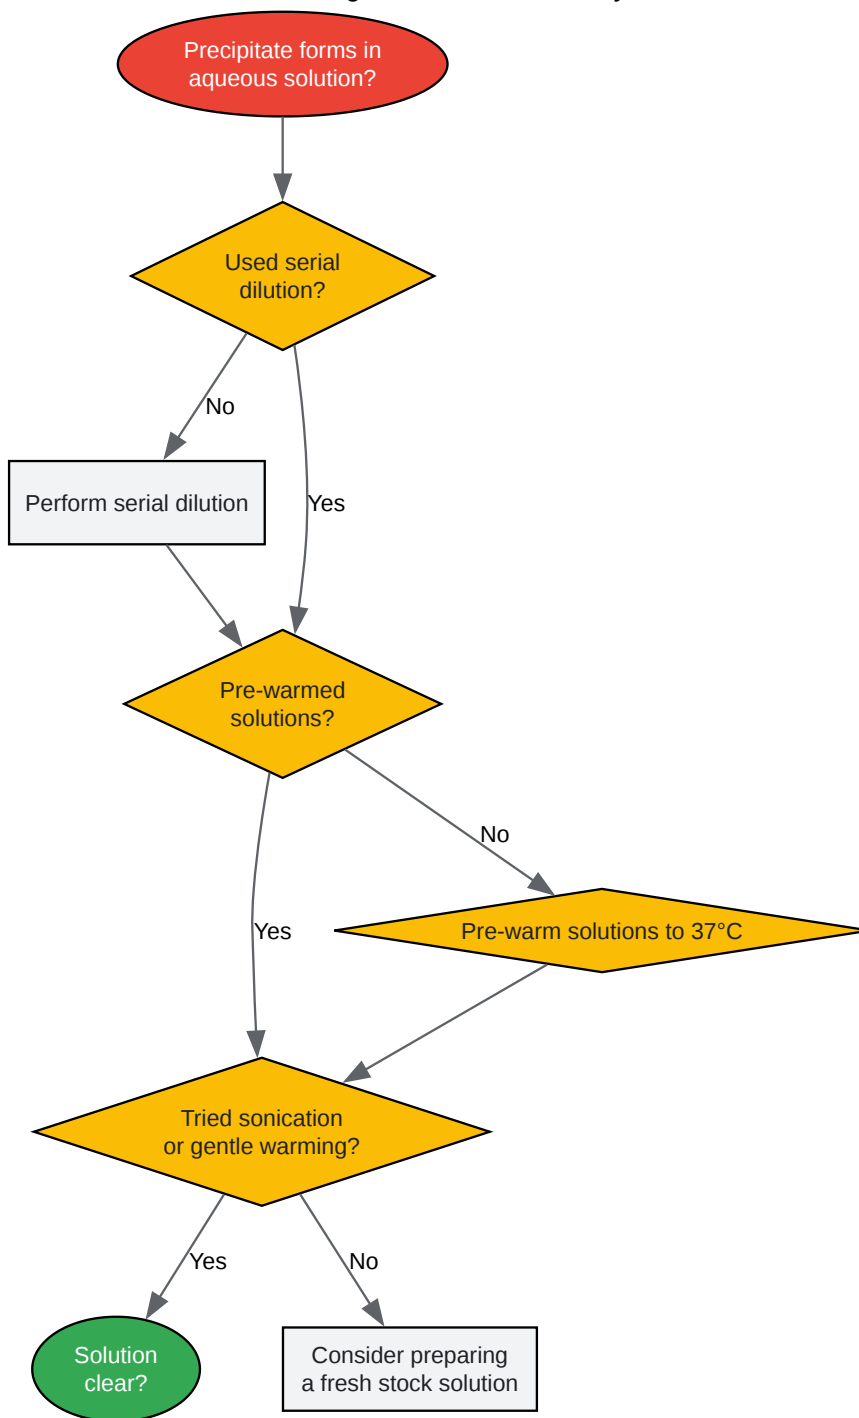 Precipitate forms in
aqueous solution?
Used serial
dilution?
No
Yes
Perform serial dilution
Pre-warmed
solutions?
No
Yes
Pre-warm solutions to 37°C
Tried sonication
or gentle warming?
Yes
No
Solution
clear?
Consider preparing
a fresh stock solution